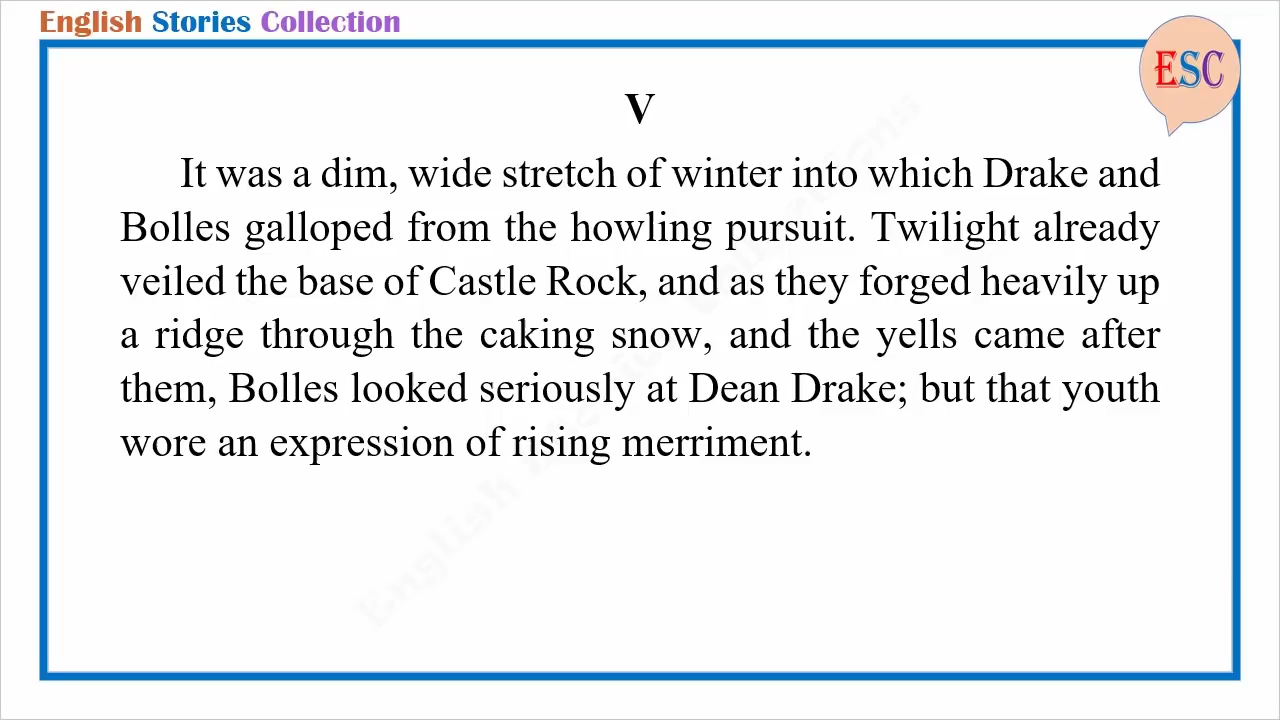 English Stories Collection
ESC
V
It was a dim, wide stretch of winter into which Drake and
Bolles galloped from the howling pursuit. Twilight already
veiled the base of Castle Rock, and as they forged heavily up
a ridge through the caking snow, and the yells came after
them, Bolles looked seriously at Dean Drake; but that youth
wore an expression of rising merriment.